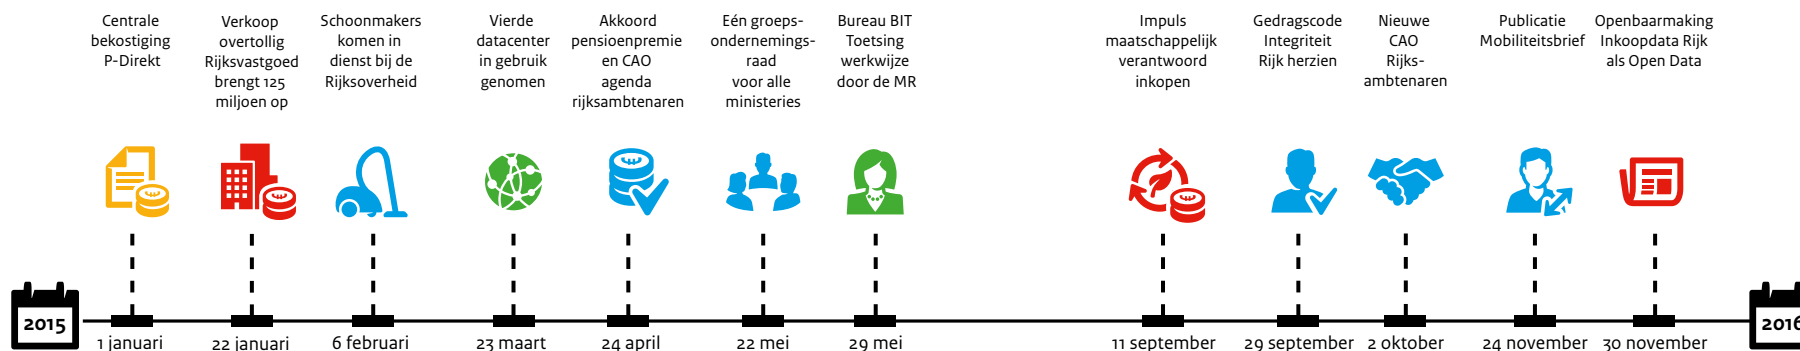 Centrale
bekostiging
P-Direkt
Verkoop
overtollig
Rijksvastgoed
brengt 125
miljoen op
Schoonmakers
komen in
dienst bij de
Rijksoverheid
Vierde
datacenter
in gebruik
genomen
Akkoord
pensioenpremie
en CAO
agenda
rijksambtenaren
Eén groeps-
ondernemings-
raad
voor alle
ministeries
Bureau BIT
Toetsing
werkwijze
door de MR
Impuls
maatschappelijk
verantwoord
inkopen
Gedragscode
Integriteit
Rijk herzien
Nieuwe
CAO
Rijks-
ambtenaren
Publicatie
Mobiliteitsbrief
Openbaarmaking
Inkoopdata Rijk
als Open Data
2015
1 januari
22 januari
6 februari
23 maart
24 april
22 mei
29 mei
11 september
29 september
2 oktober
24 november
30 november
2016